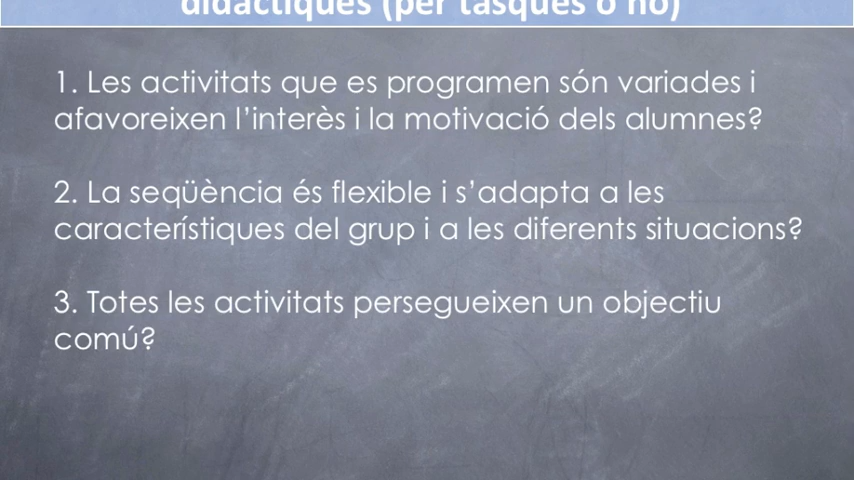 didàctiques (per tasques o no)
1. Les activitats que es programen són variades i
afavoreixen l’interès i la motivació dels alumnes?
2. La seqüència és flexible i s’adapta a les
característiques del grup i a les diferents situacions?
3. Totes les activitats persegueixen un objectiu
comú?